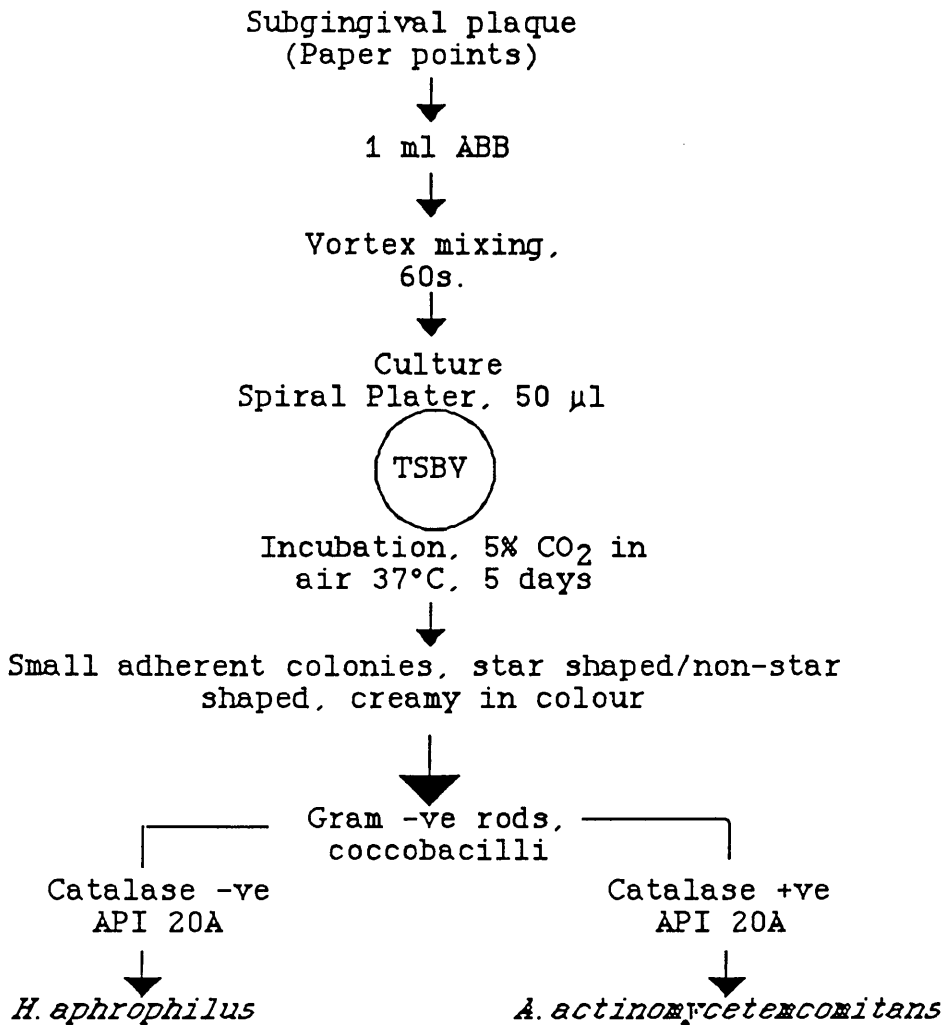 Subgingival plaque
(Paper points)
1 ml ABB
Vortex mixing,
60s.
Culture
Spiral Plater, 50 µl
TSBV
Incubation, 5% CO2 in
air 37°C, 5 days
Small adherent colonies, star shaped/non-star
shaped, creamy in colour
Gram -ve rods,
coccobacilli
Catalase -ve
API 20A
Catalase +ve
API 20A
H. aphrophilus
A. actinomycetemcomitans